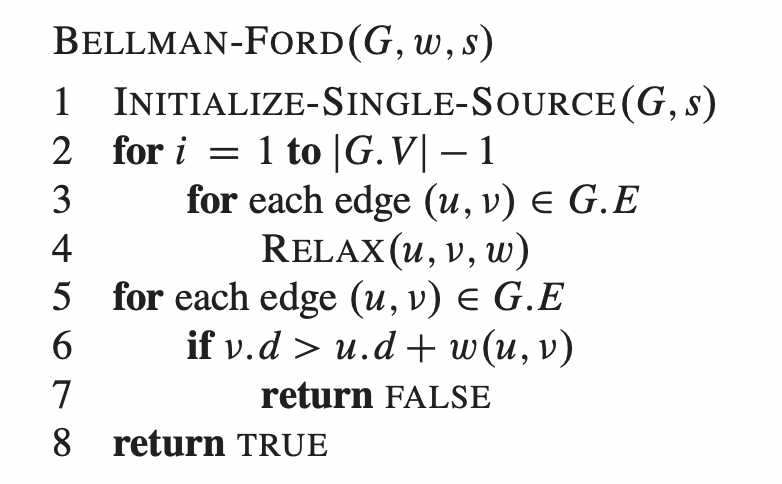 BELLMAN-FORD(G, w, s)
1 INITIALIZE-SINGLE-SOURCE(G, s)
2 for i = 1 to |G.V| − 1
3 for each edge (u, v) ∈ G.E
4 RELAX(u, v, w)
5 for each edge (u, v) ∈ G.E
6 if v.d > u.d + w(u, v)
7 return FALSE
8 return TRUE